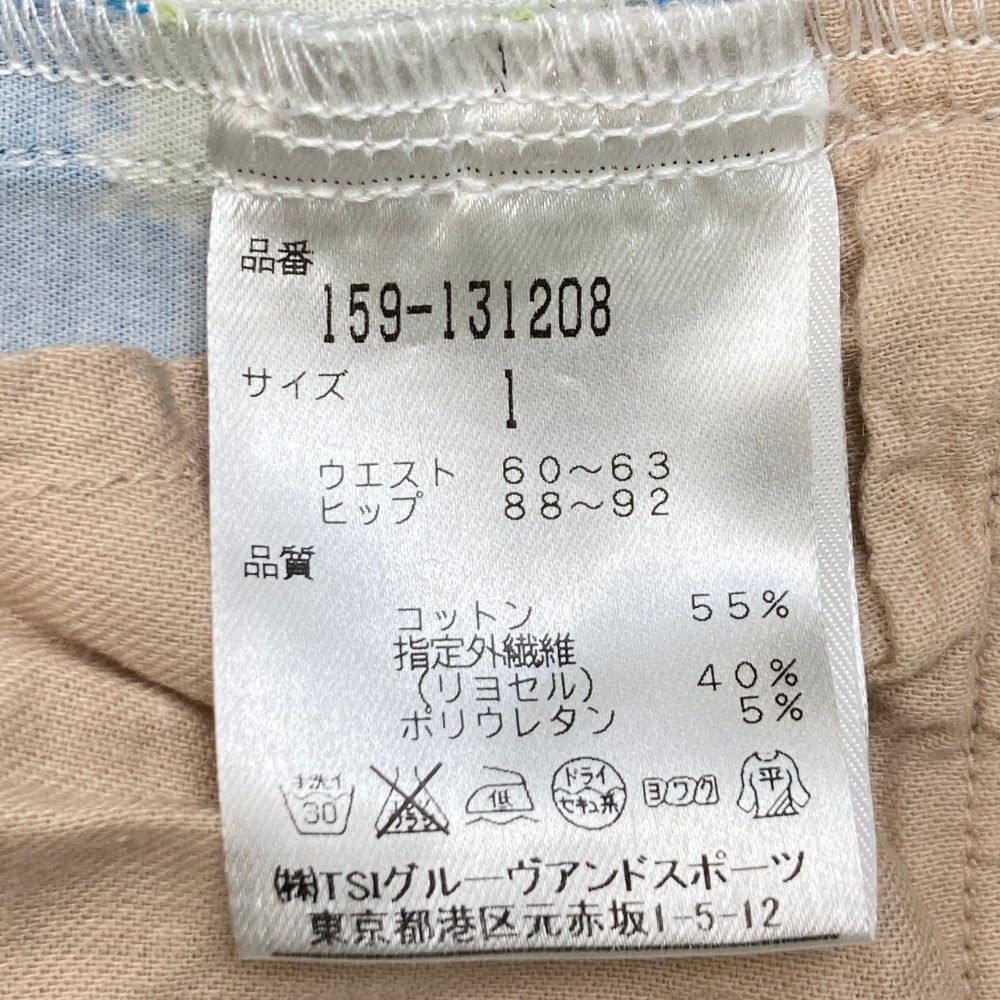 品番
159-131208
サイズ 1
ウエスト 60～63
ヒップ 88～92
品質
コットン 55%
指定外繊維
(リヨセル) 40%
ポリウレタン 5%
手洗イ 30 低 ドライ セキユ系 ヨワク 平
㈱TSIグルーヴアンドスポーツ
東京都港区元赤坂1-5-12